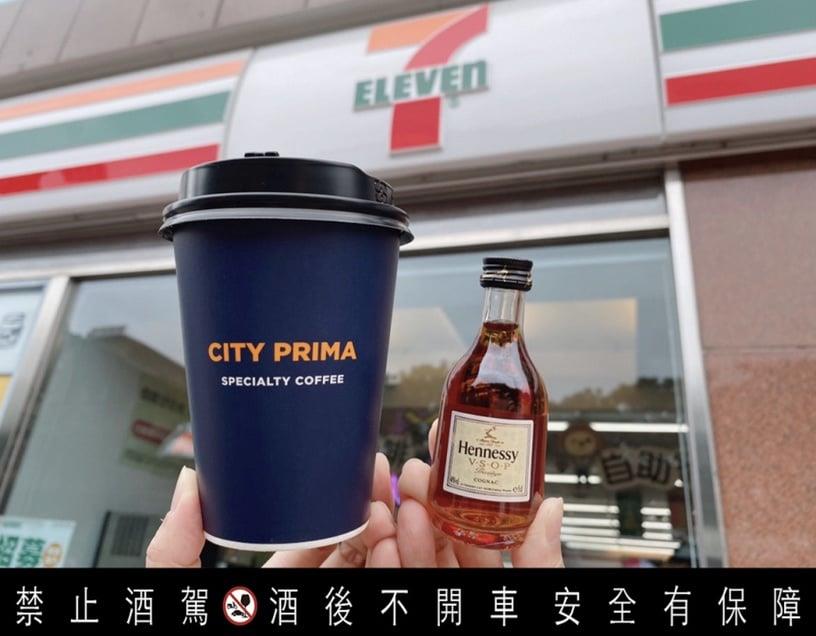 ELEVEN
CITY PRIMA
SPECIALTY COFFEE
Hennessy
V·S·O·P
COGNAC
自助
禁止酒駕 酒後不開車 安全有保障